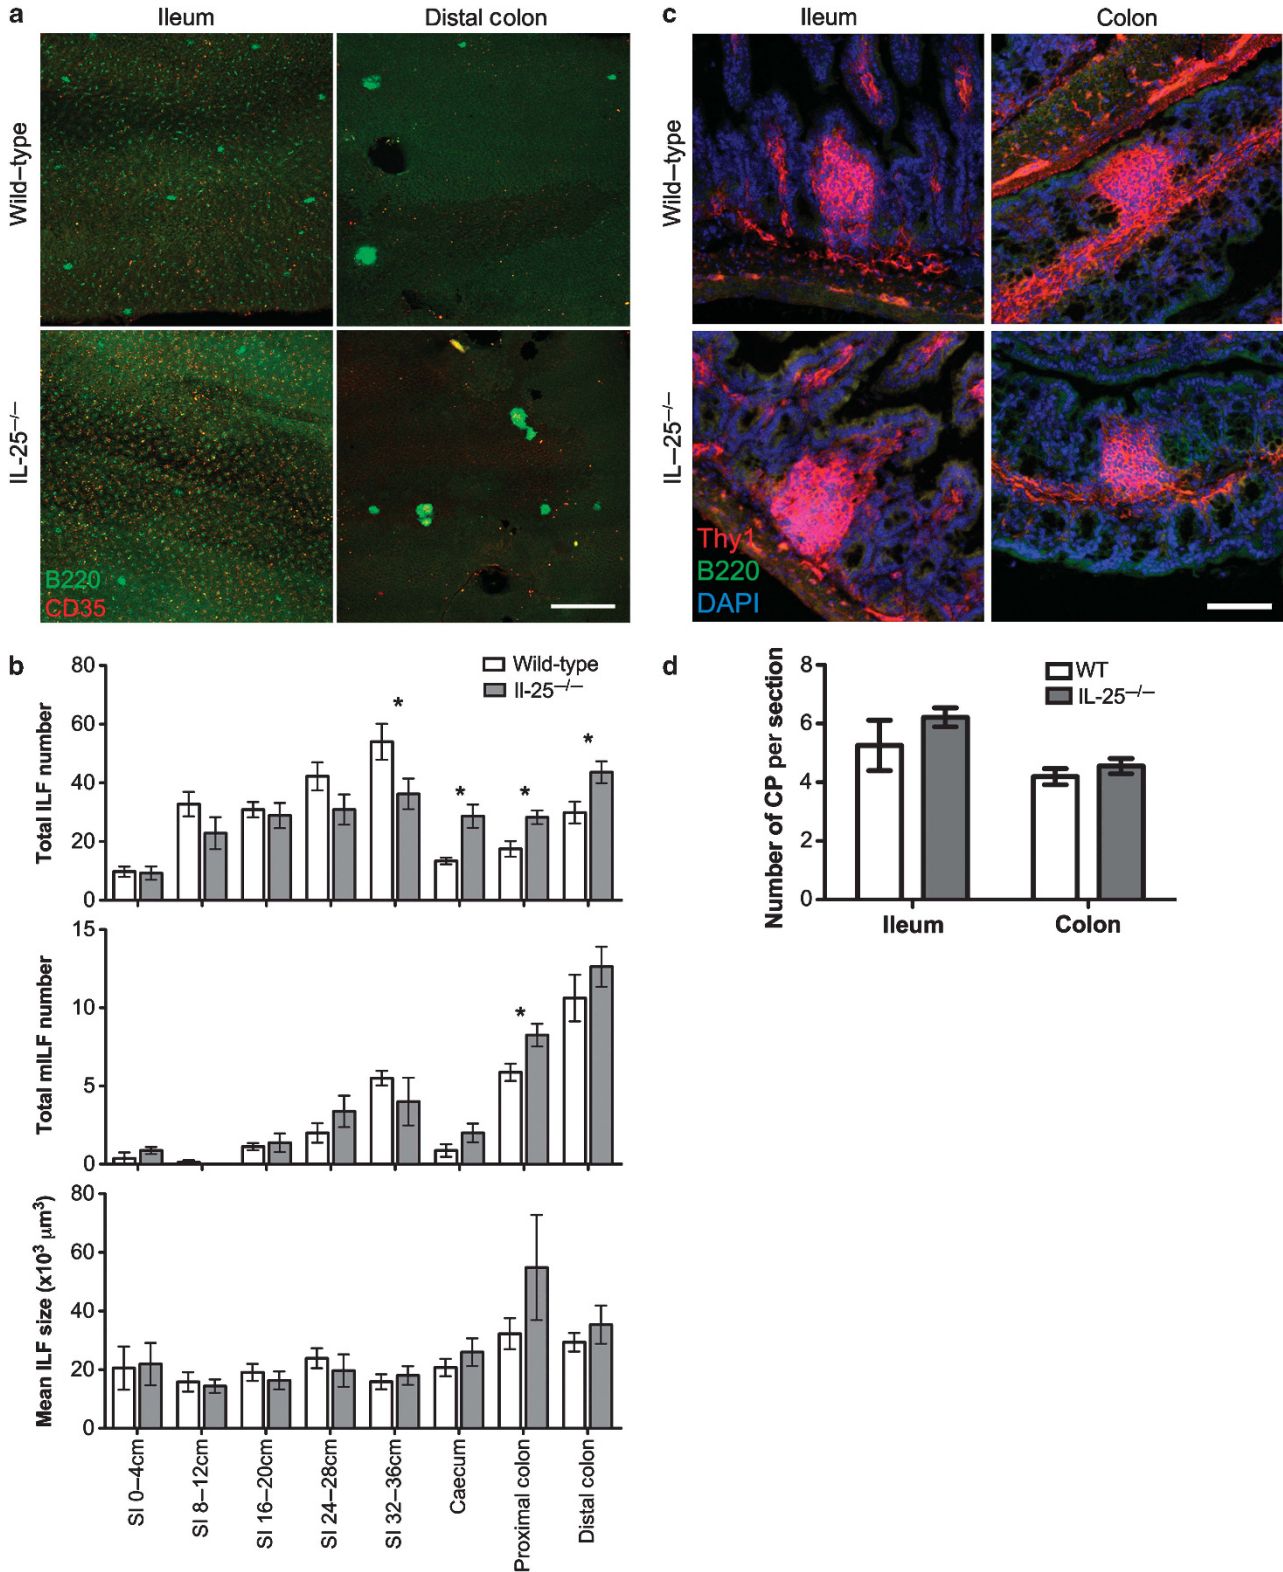 a
Ileum
Distal colon
Wild–type
IL-25–/–
B220
CD35
c
Ileum
Colon
Wild–type
IL–25–/–
Thy1
B220
DAPI
b
Wild-type
Il-25–/–
80
60
40
20
0
Total ILF number
*
*
*
*
15
10
5
0
Total mILF number
*
80
60
40
20
0
Mean ILF size (x10³ µm³)
SI 0–4cm
SI 8–12cm
SI 16–20cm
SI 24–28cm
SI 32–36cm
Caecum
Proximal colon
Distal colon
d
WT
IL-25–/–
8
6
4
2
0
Number of CP per section
Ileum
Colon